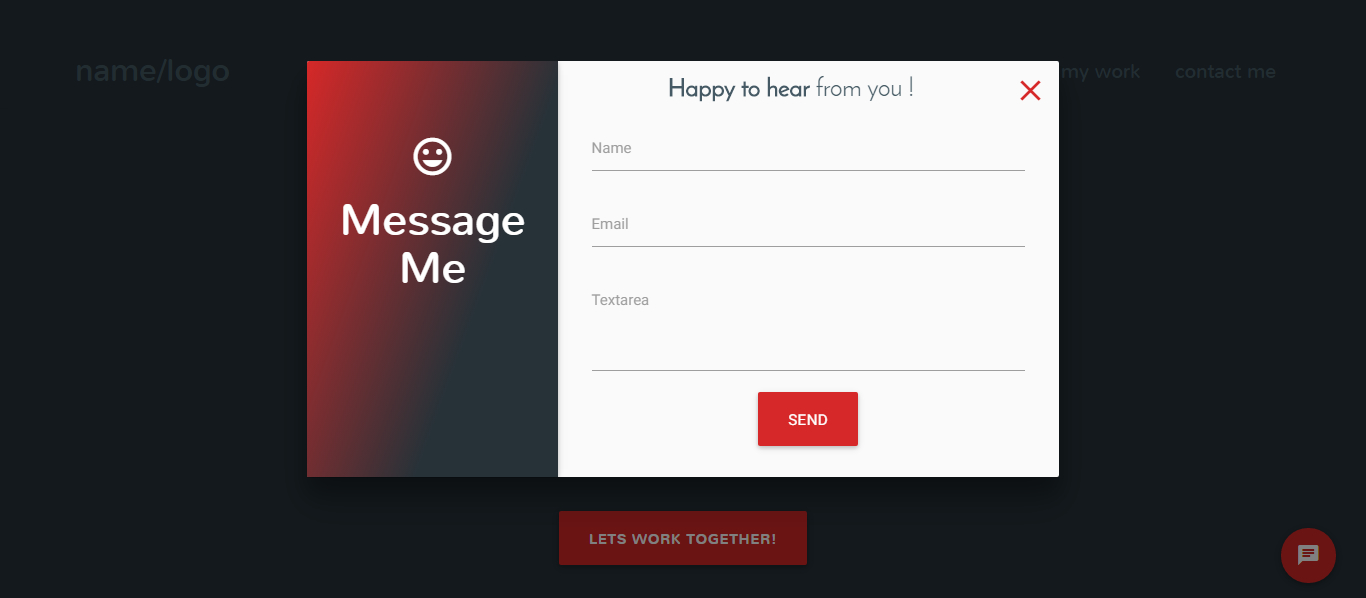 name/logo
my work
contact me
Message
Me
Happy to hear from you !
Name
Email
Textarea
SEND
LETS WORK TOGETHER!